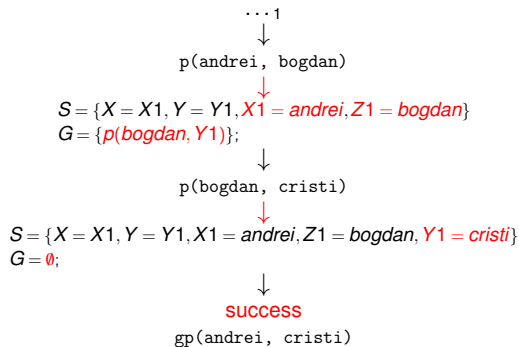 ··· 1
↓
p(andrei, bogdan)
↓
S = {X = X1, Y = Y1, X1 = andrei, Z1 = bogdan}
G = {p(bogdan, Y1)};
↓
p(bogdan, cristi)
↓
S = {X = X1, Y = Y1, X1 = andrei, Z1 = bogdan, Y1 = cristi}
G = ∅;
↓
success
gp(andrei, cristi)